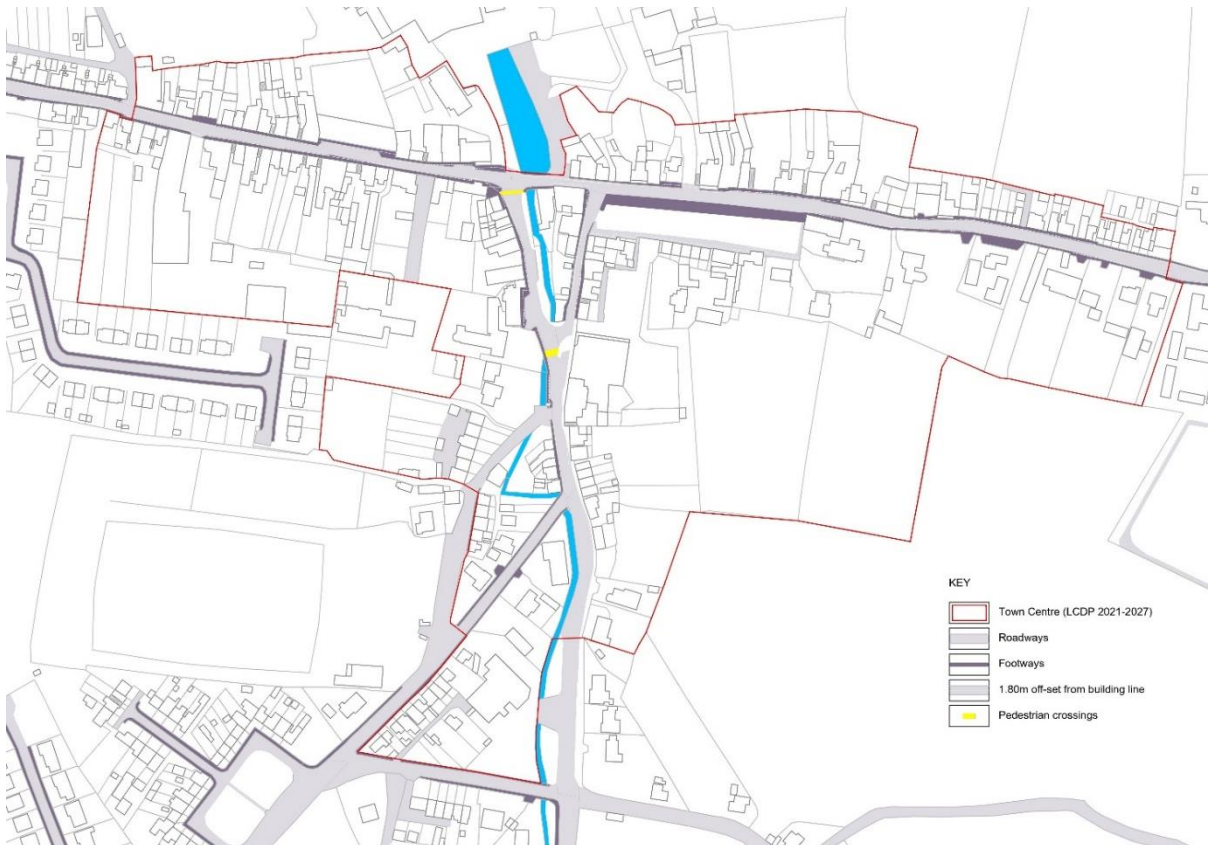 KEY
Town Centre (LCDP 2021-2027)
Roadways
Footways
1.80m off-set from building line
Pedestrian crossings